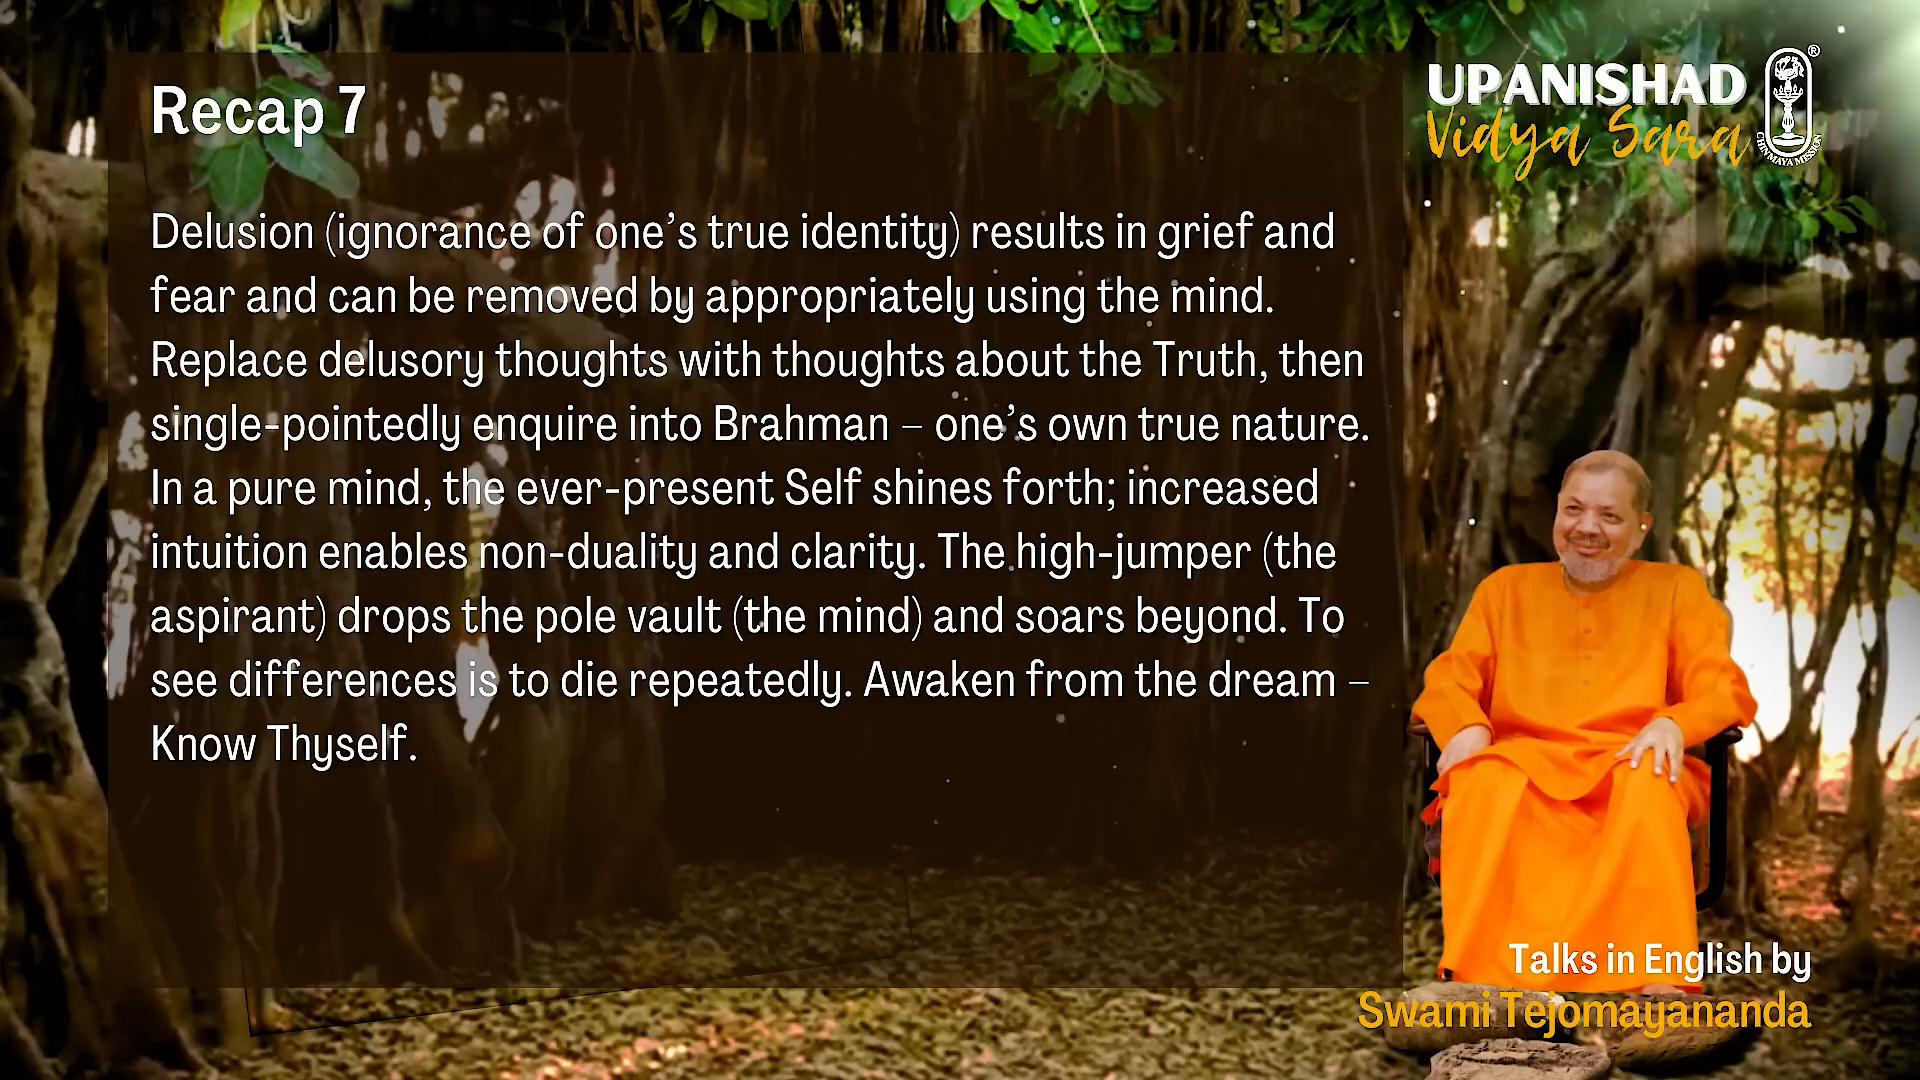 Recap 7
UPANISHAD
Vidya Sara
®
CHINMAYA MISSION
Delusion (ignorance of one’s true identity) results in grief and
fear and can be removed by appropriately using the mind.
Replace delusory thoughts with thoughts about the Truth, then
single-pointedly enquire into Brahman – one’s own true nature.
In a pure mind, the ever-present Self shines forth; increased
intuition enables non-duality and clarity. The high-jumper (the
aspirant) drops the pole vault (the mind) and soars beyond. To
see differences is to die repeatedly. Awaken from the dream –
Know Thyself.
Talks in English by
Swami Tejomayananda